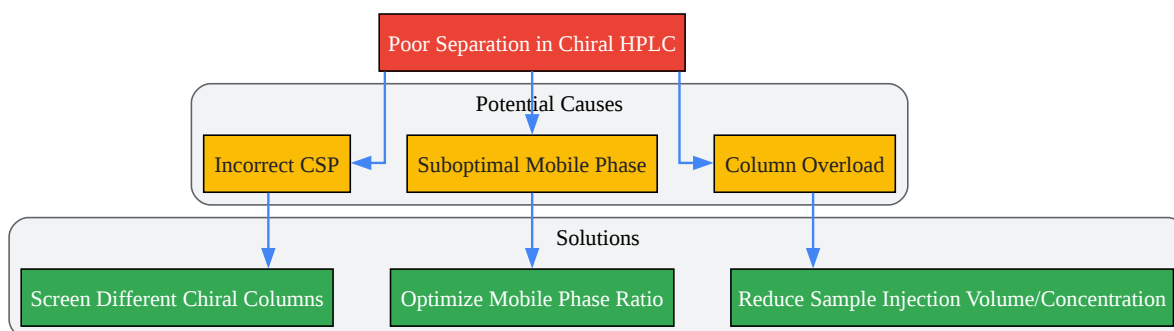 Poor Separation in Chiral HPLC
Potential Causes
Incorrect CSP
Suboptimal Mobile Phase
Column Overload
Solutions
Screen Different Chiral Columns
Optimize Mobile Phase Ratio
Reduce Sample Injection Volume/Concentration